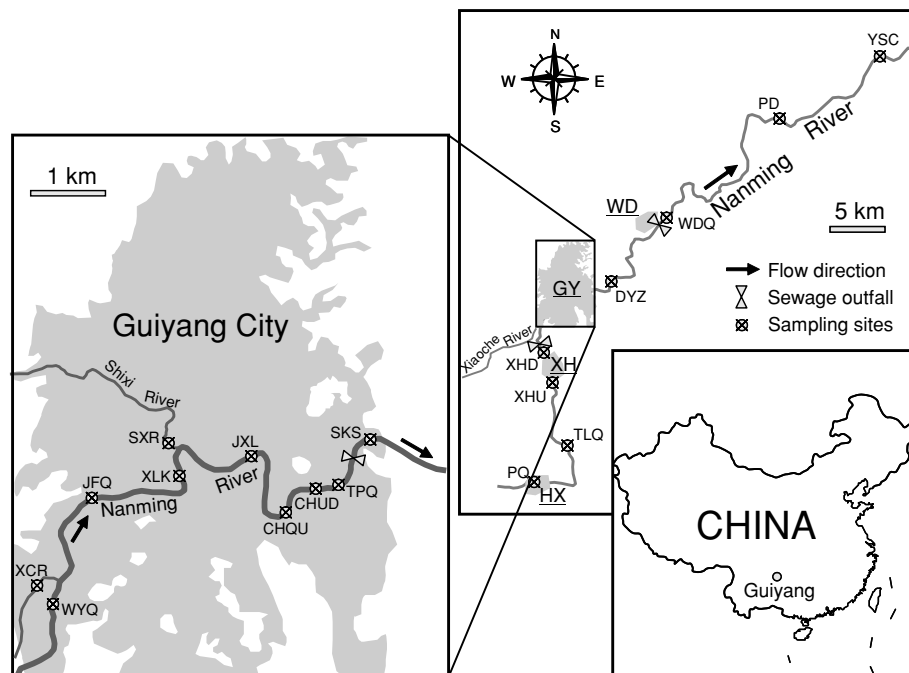 1 km
Guiyang City
Shixi River
SXR
JXL
SKS
XLK
River
JFQ
Nanming
TPQ
CHUD
CHQU
XCR
WYQ
N
W E
S
YSC
PD
River
Nanming
WD
WDQ
5 km
GY
DYZ
Flow direction
Sewage outfall
Sampling sites
Xiaoche River
XHD
XH
XHU
TLQ
PQ
HX
CHINA
Guiyang